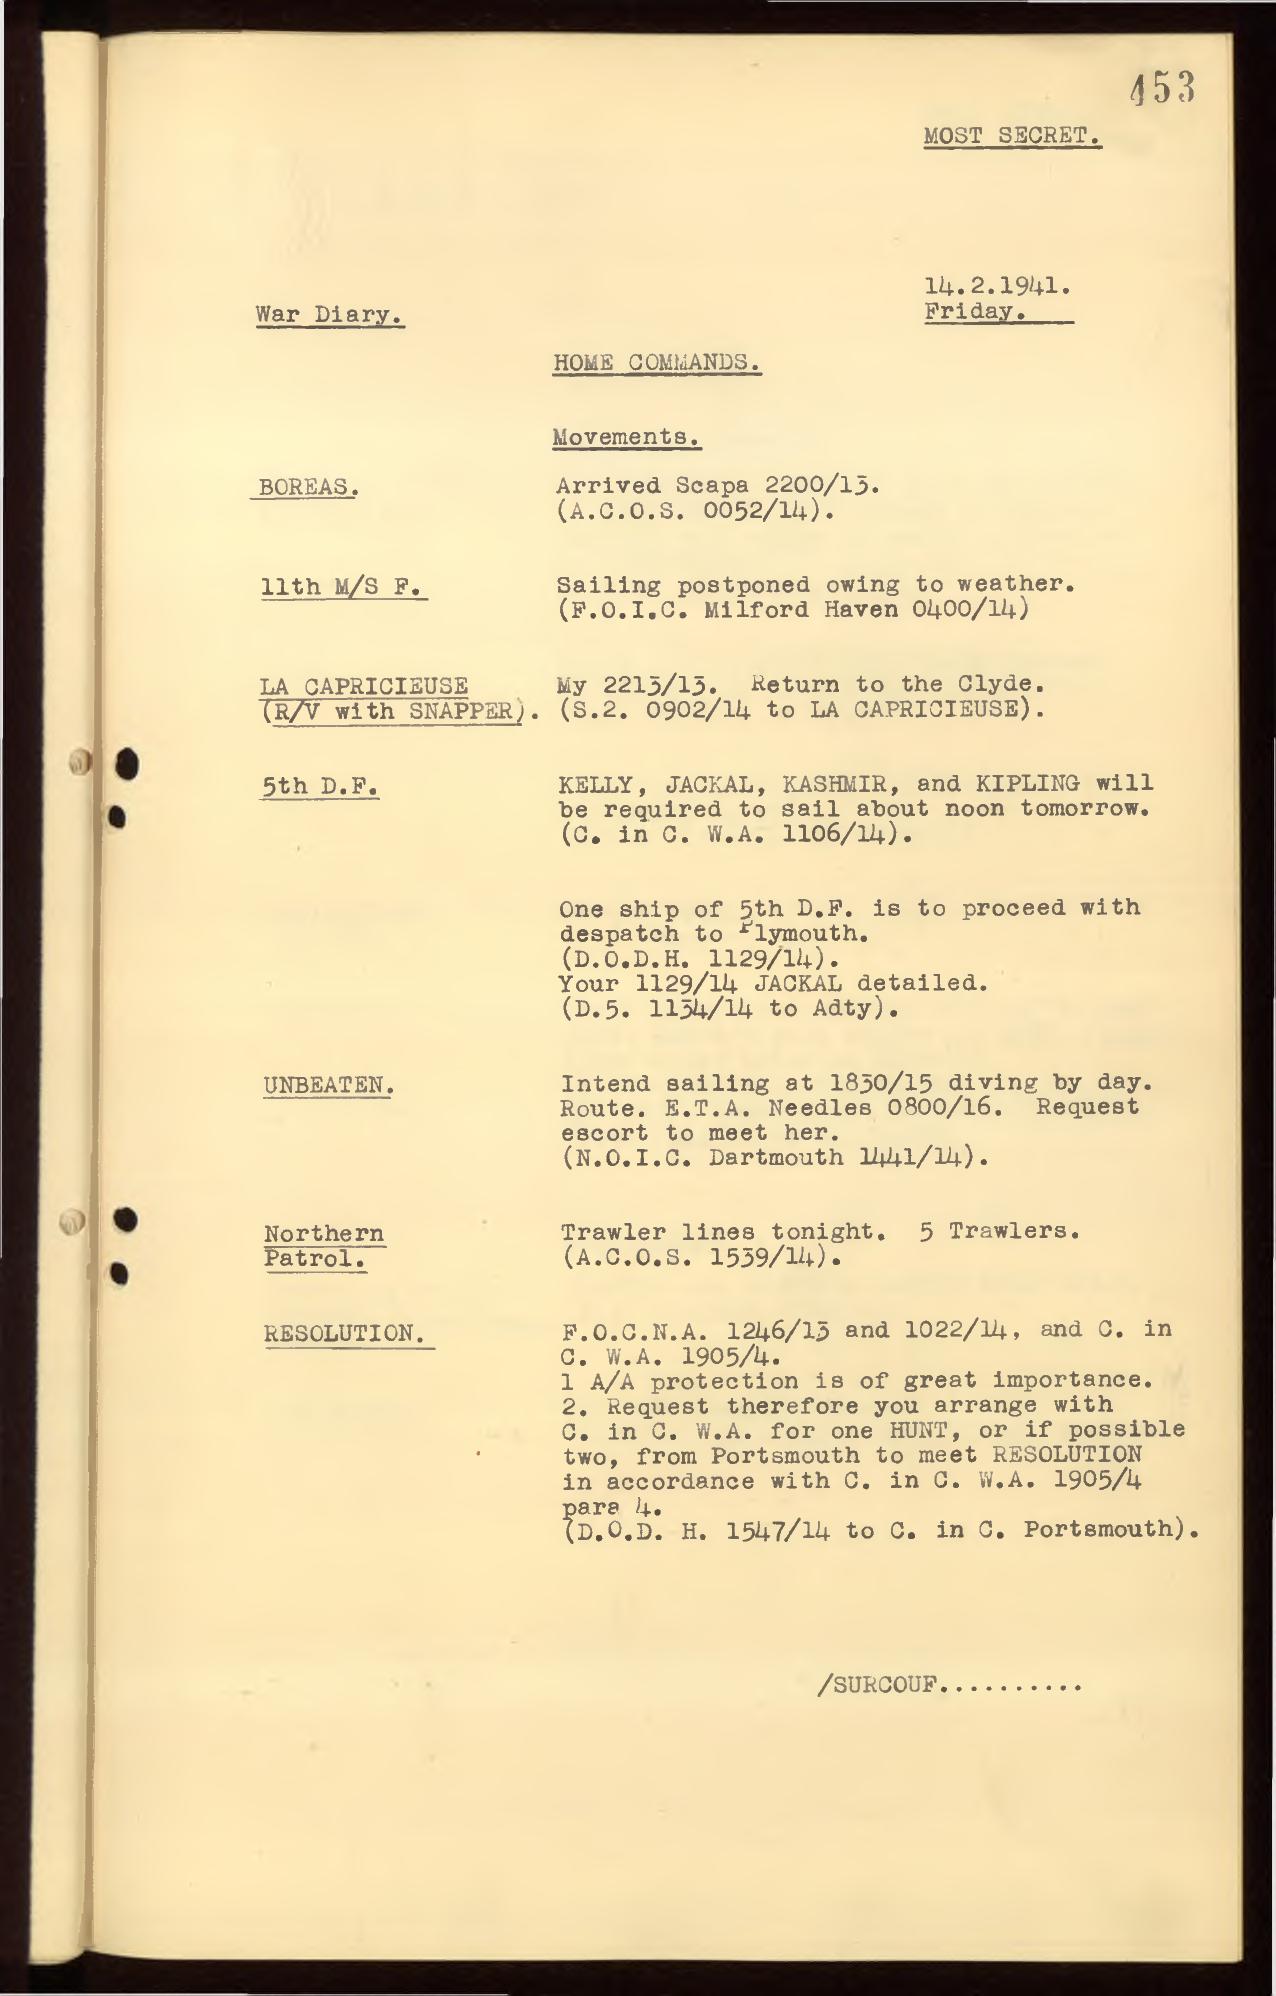 453
MOST SECRET.
14.2.1941.
War Diary.
Friday.
HOME COMMANDS.
Movements.
BOREAS.
Arrived Scapa 2200/13.
(A.C.O.S. 0052/14).
11th M/S F.
Sailing postponed owing to weather.
(F.O.I.C. Milford Haven 0400/14)
LA CAPRICIEUSE
(R/V with SNAPPER).
My 2213/13. Return to the Clyde.
(S.2. 0902/14 to LA CAPRICIEUSE).
5th D.F.
KELLY, JACKAL, KASHMIR, and KIPLING will
be required to sail about noon tomorrow.
(C. in C. W.A. 1106/14).
One ship of 5th D.F. is to proceed with
despatch to Plymouth.
(D.O.D.H. 1129/14).
Your 1129/14 JACKAL detailed.
(D.5. 1134/14 to Adty).
UNBEATEN.
Intend sailing at 1830/15 diving by day.
Route. E.T.A. Needles 0800/16. Request
escort to meet her.
(N.O.I.C. Dartmouth 1441/14).
Northern
Patrol.
Trawler lines tonight. 5 Trawlers.
(A.C.O.S. 1539/14).
RESOLUTION.
F.O.C.N.A. 1246/13 and 1022/14, and C. in
C. W.A. 1905/4.
1 A/A protection is of great importance.
2. Request therefore you arrange with
C. in C. W.A. for one HUNT, or if possible
two, from Portsmouth to meet RESOLUTION
in accordance with C. in C. W.A. 1905/4
para 4.
(D.O.D. H. 1547/14 to C. in C. Portsmouth).
/SURCOUF..........